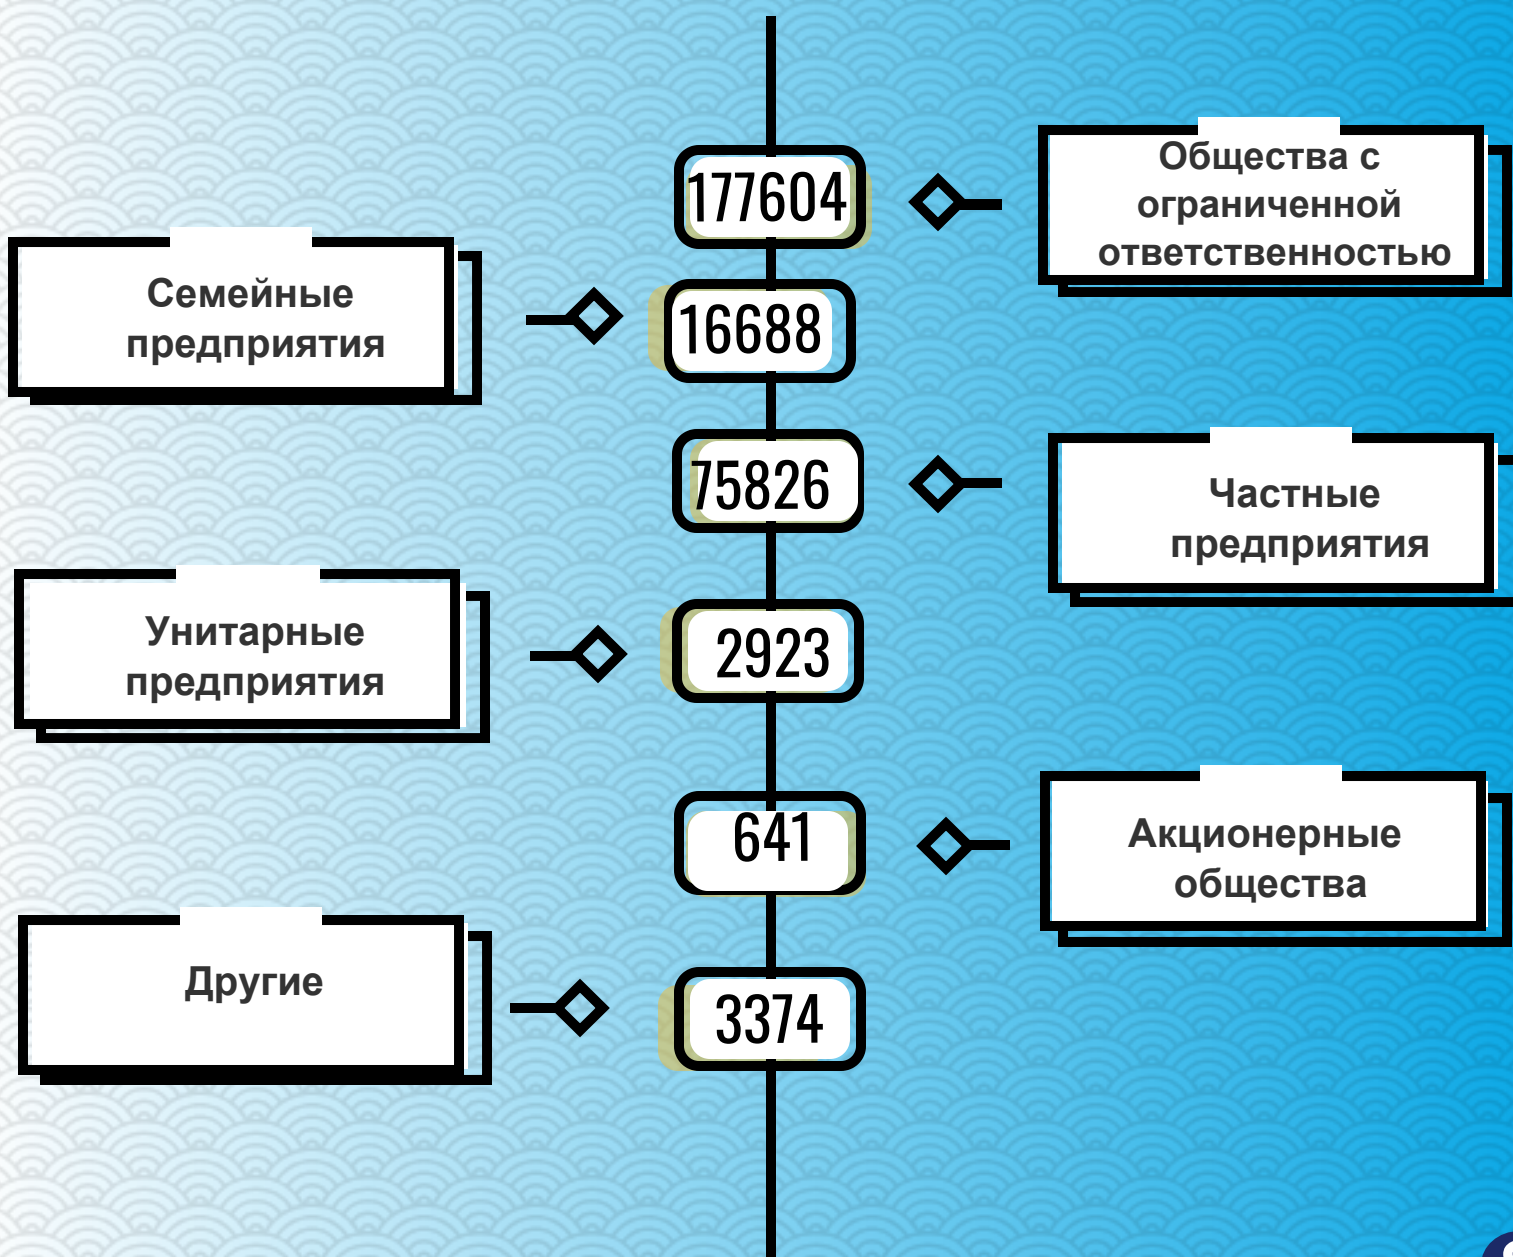 177604
Общества с
ограниченной
ответственностью
Семейные
предприятия
16688
75826
Частные
предприятия
Унитарные
предприятия
2923
641
Акционерные
общества
Другие
3374